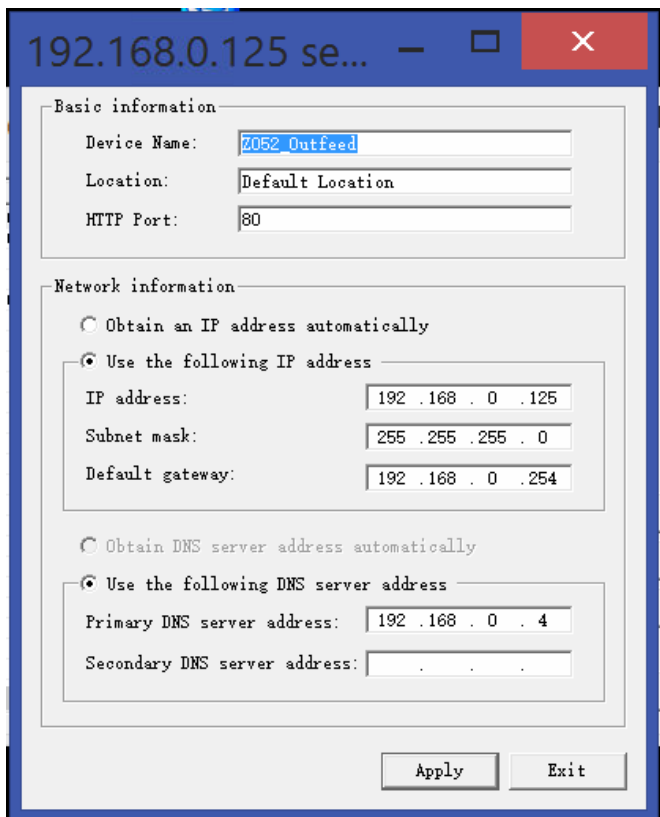 192.168.0.125 se...
Basic information
Device Name: Z052_Outfeed
Location: Default Location
HTTP Port: 80
Network information
Obtain an IP address automatically
Use the following IP address
IP address: 192 .168 . 0 .125
Subnet mask: 255 .255 .255 . 0
Default gateway: 192 .168 . 0 .254
Obtain DNS server address automatically
Use the following DNS server address
Primary DNS server address: 192 .168 . 0 . 4
Secondary DNS server address: . . .
Apply Exit